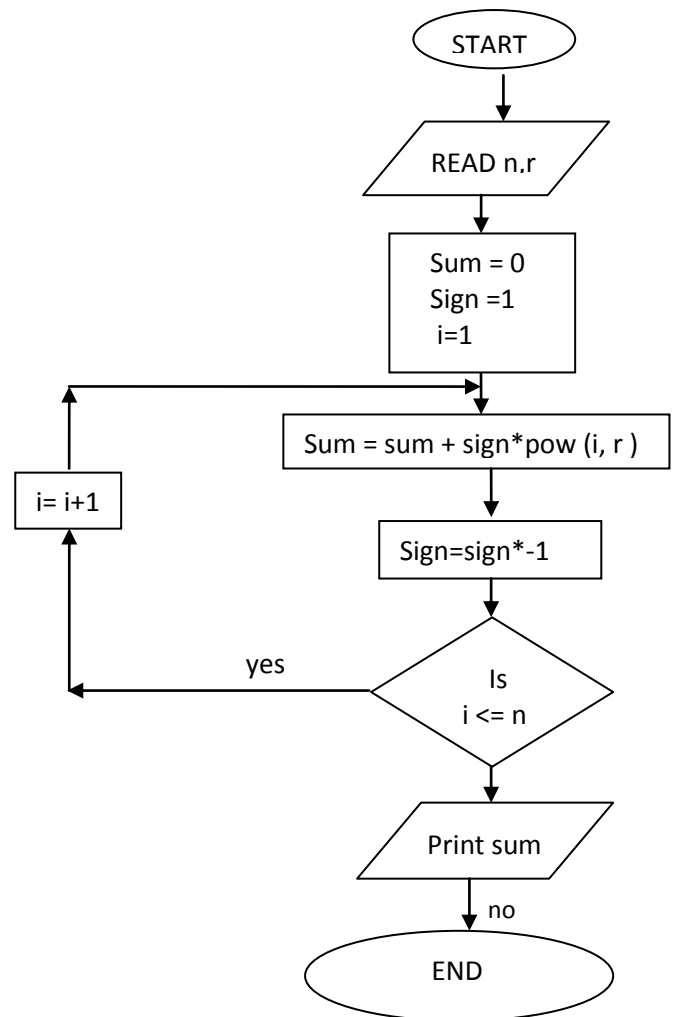 START
READ n,r
Sum = 0
Sign =1
i=1
Sum = sum + sign*pow (i, r )
i= i+1
Sign=sign*-1
yes
Is
i <= n
Print sum
no
END